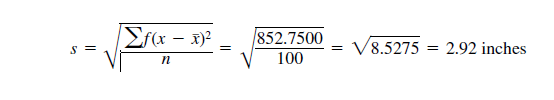 s = √(∑f(x − x̄)² / n) = √(852.7500 / 100) = √8.5275 = 2.92 inches